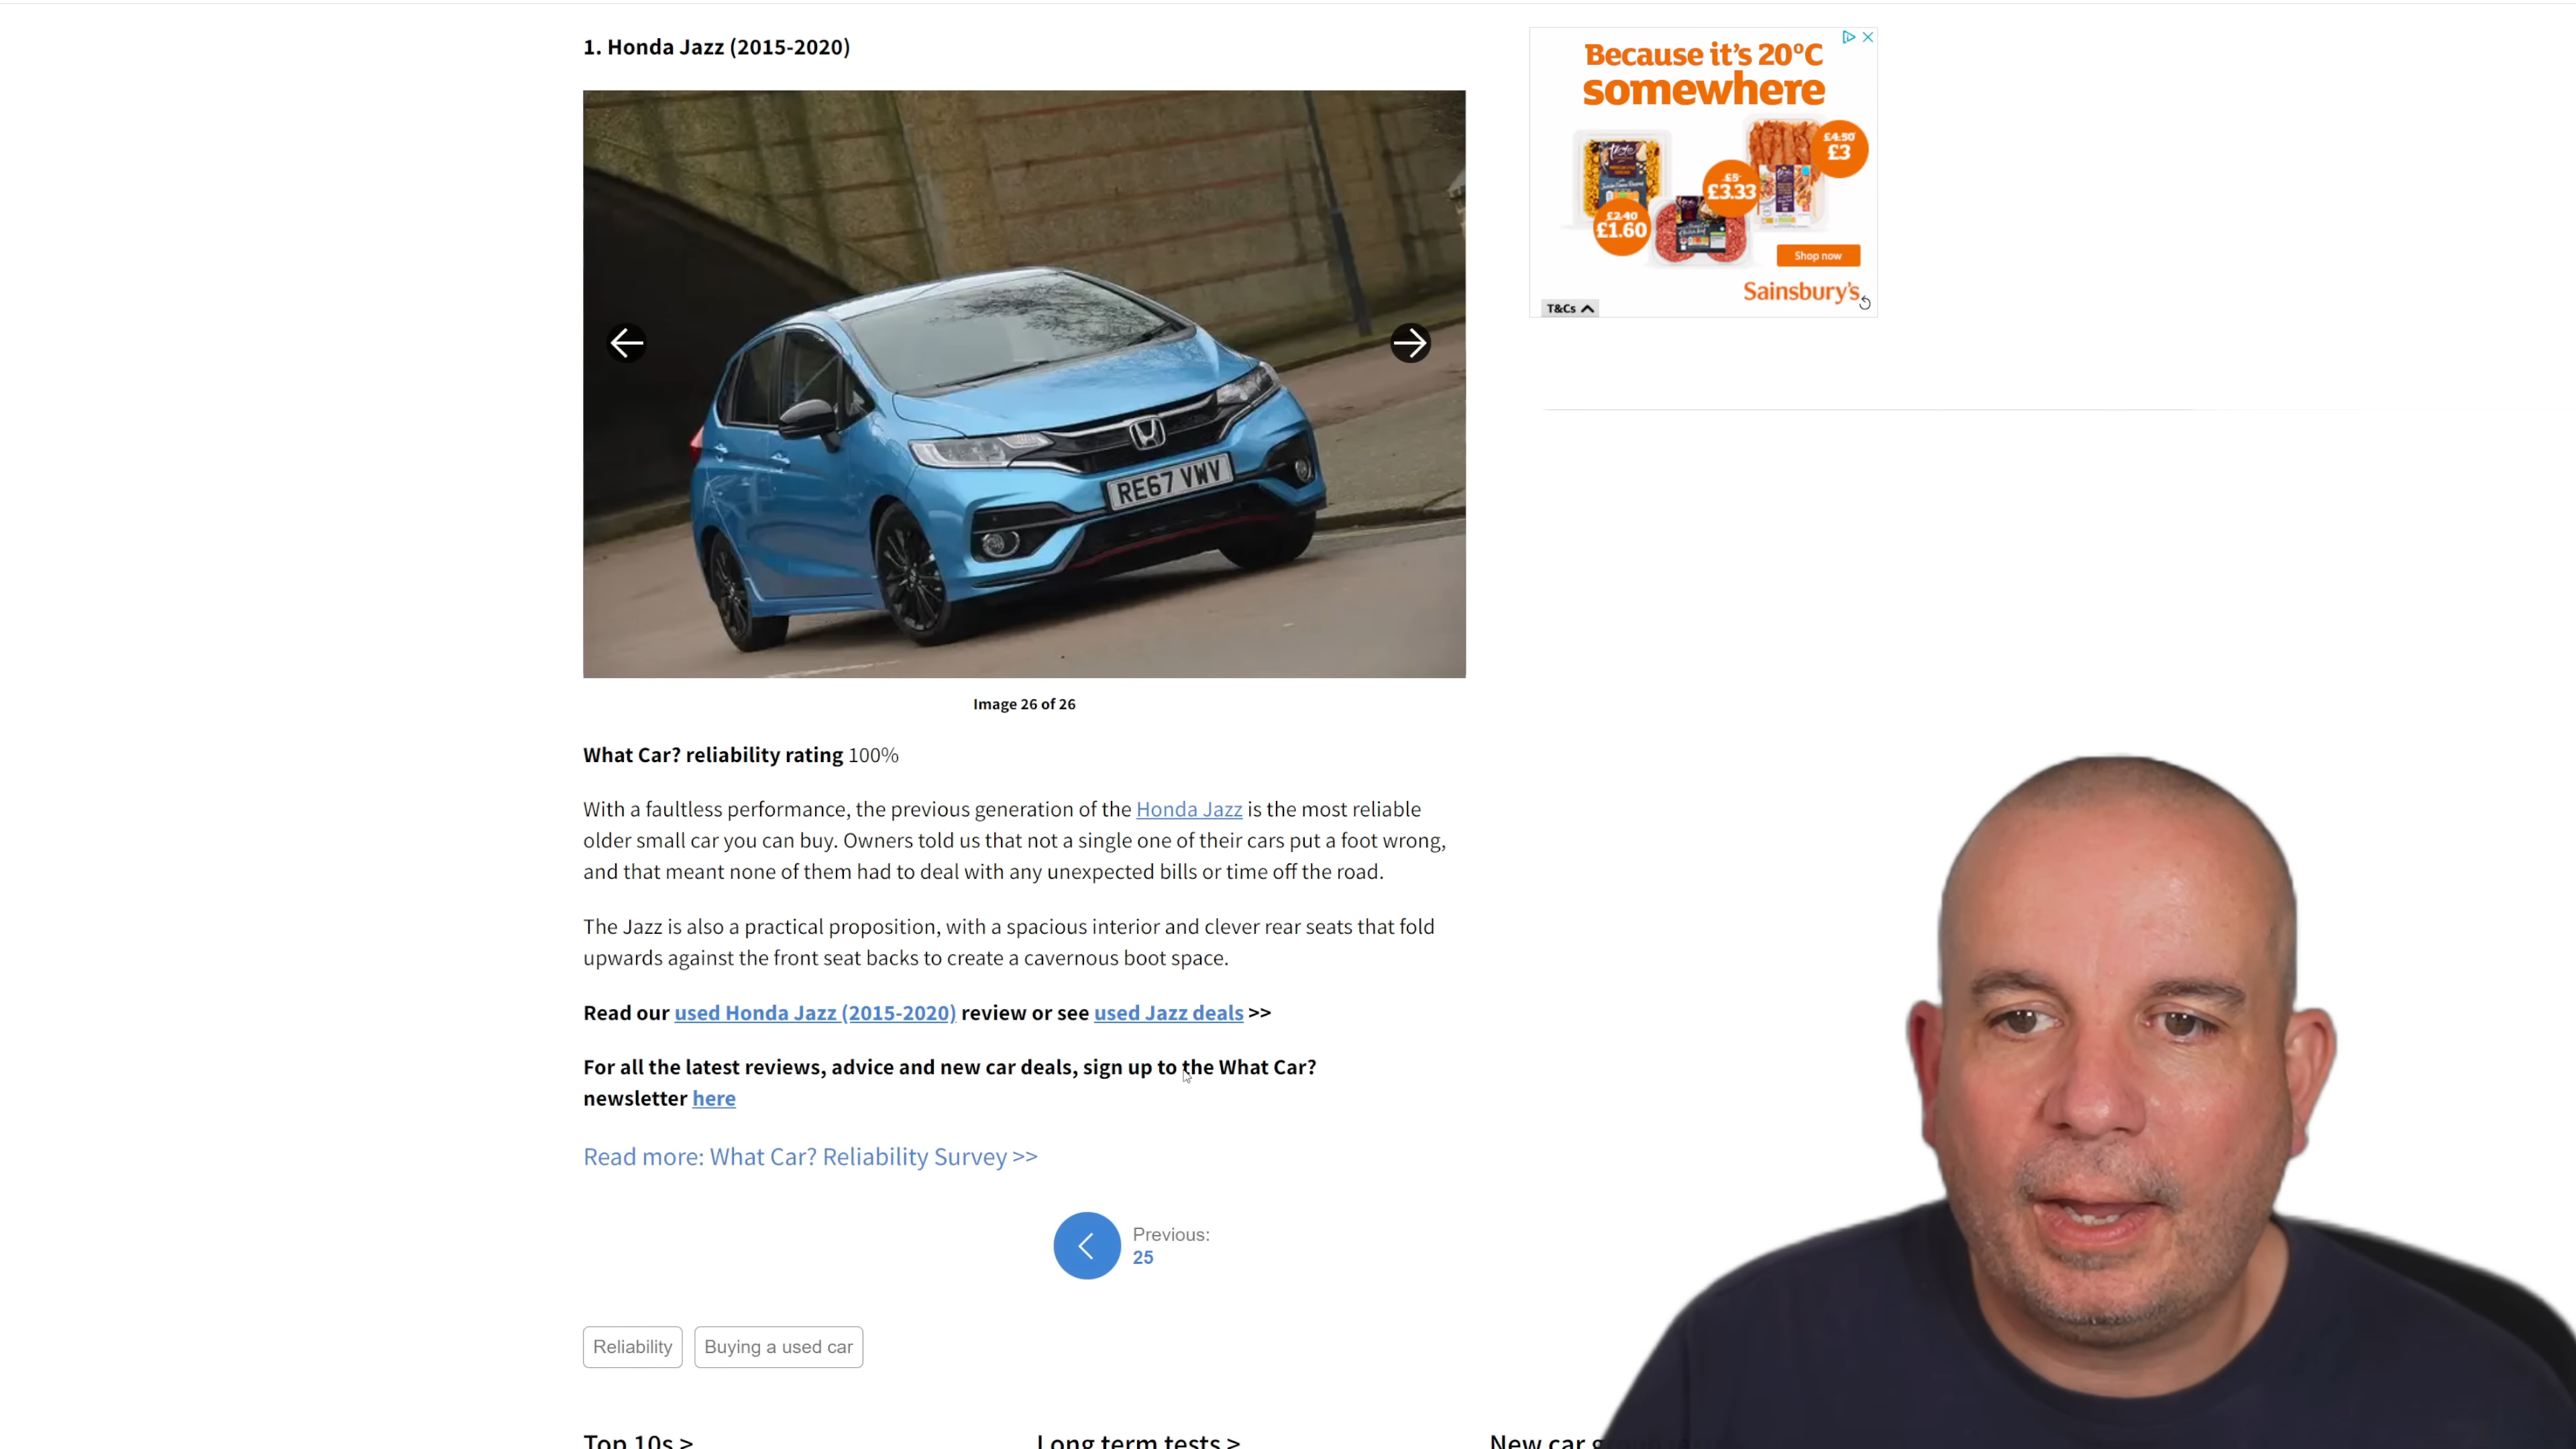 1. Honda Jazz (2015-2020)
RE67 VWV
Image 26 of 26
What Car? reliability rating 100%
With a faultless performance, the previous generation of the Honda Jazz is the most reliable
older small car you can buy. Owners told us that not a single one of their cars put a foot wrong,
and that meant none of them had to deal with any unexpected bills or time off the road.
The Jazz is also a practical proposition, with a spacious interior and clever rear seats that fold
upwards against the front seat backs to create a cavernous boot space.
Read our used Honda Jazz (2015-2020) review or see used Jazz deals >>
For all the latest reviews, advice and new car deals, sign up to the What Car?
newsletter here
Read more: What Car? Reliability Survey >>
Previous:
25
Reliability
Buying a used car
Top 10s >
Long term tests >
New car
Because it's 20°C
somewhere
£4.50
£3
£5
£3.33
£2.40
£1.60
Shop now
Sainsbury's
T&Cs